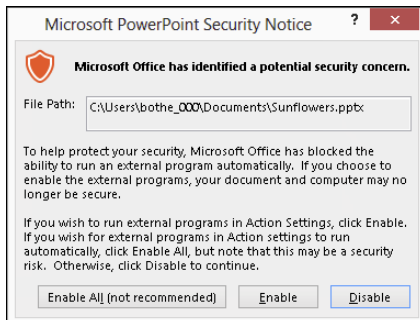 Microsoft PowerPoint Security Notice
? ×
Microsoft Office has identified a potential security concern.
File Path: C:\Users\bothe_000\Documents\Sunflowers.pptx
To help protect your security, Microsoft Office has blocked the
ability to run an external program automatically. If you choose to
enable the external programs, your document and computer may no
longer be secure.
If you wish to run external programs in Action Settings, click Enable.
If you wish for external programs in Action settings to run
automatically, click Enable All, but note that this may be a security
risk. Otherwise, click Disable to continue.
Enable All (not recommended) Enable Disable